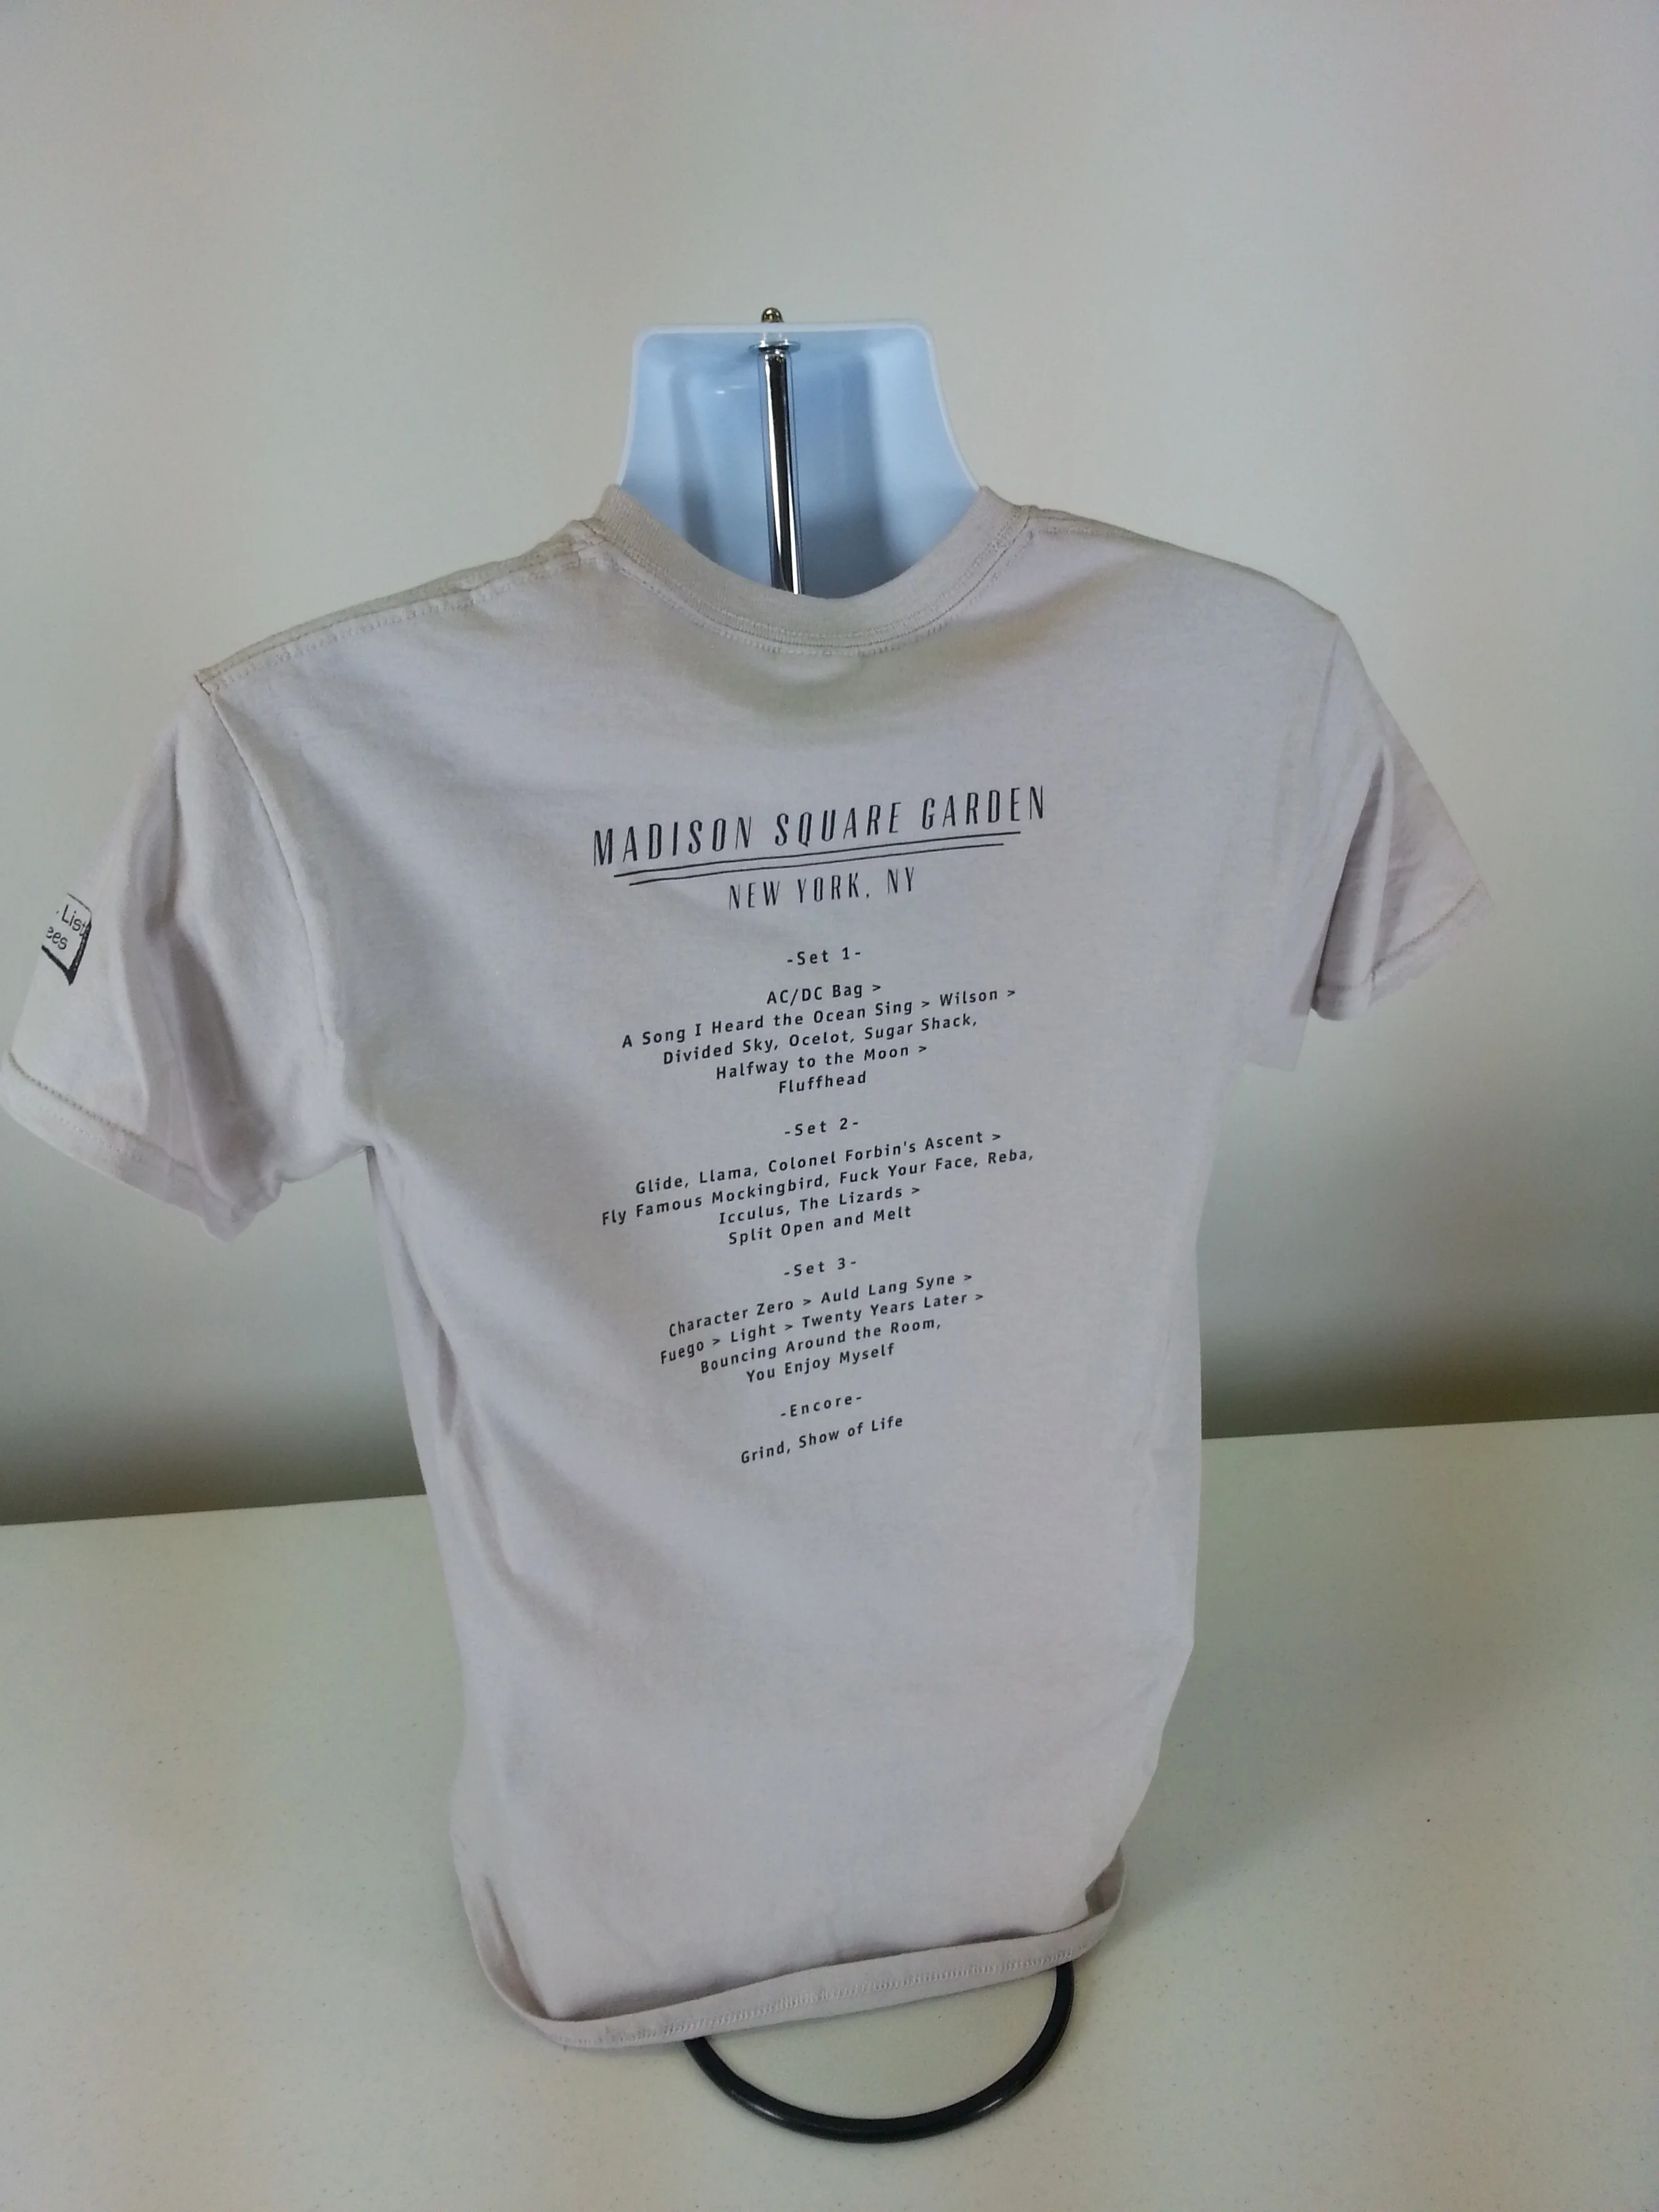 List
ees
MADISON SQUARE GARDEN
NEW YORK, NY
-Set 1-
AC/DC Bag >
A Song I Heard the Ocean Sing > Wilson >
Divided Sky, Ocelot, Sugar Shack,
Halfway to the Moon >
Fluffhead
-Set 2-
Glide, Llama, Colonel Forbin's Ascent >
Fly Famous Mockingbird, Fuck Your Face, Reba,
Icculus, The Lizards >
Split Open and Melt
-Set 3-
Character Zero > Auld Lang Syne >
Fuego > Light > Twenty Years Later >
Bouncing Around the Room,
You Enjoy Myself
-Encore-
Grind, Show of Life